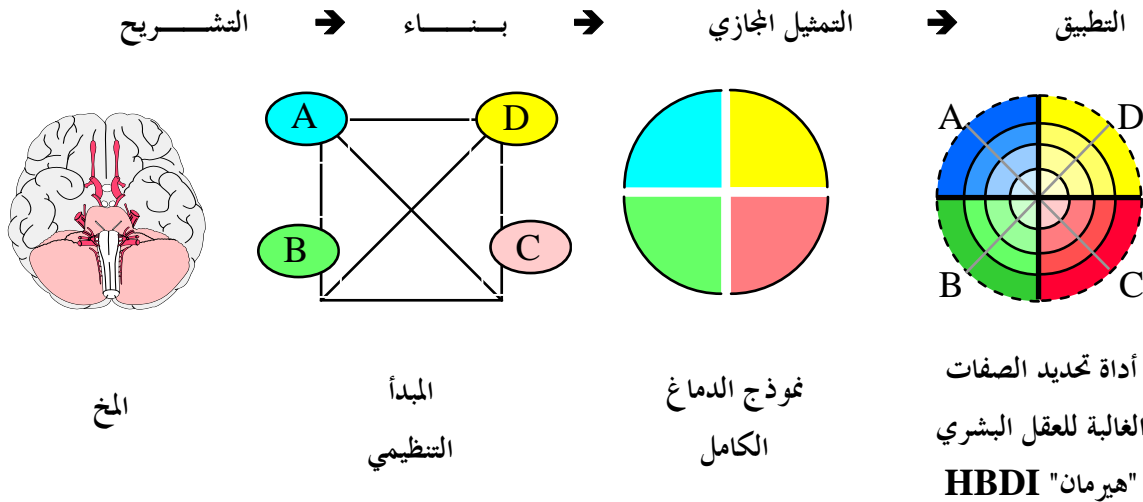 التشـــــريح ➔ بـنـــــاء ➔ التمثيل المجازي ➔ التطبيق
A D A D
B C B C
المخ
المبدأ
التنظيمي
نموذج الدماغ
الكامل
أداة تحديد الصفات
الغالبة للعقل البشري
"هيرمان" HBDI